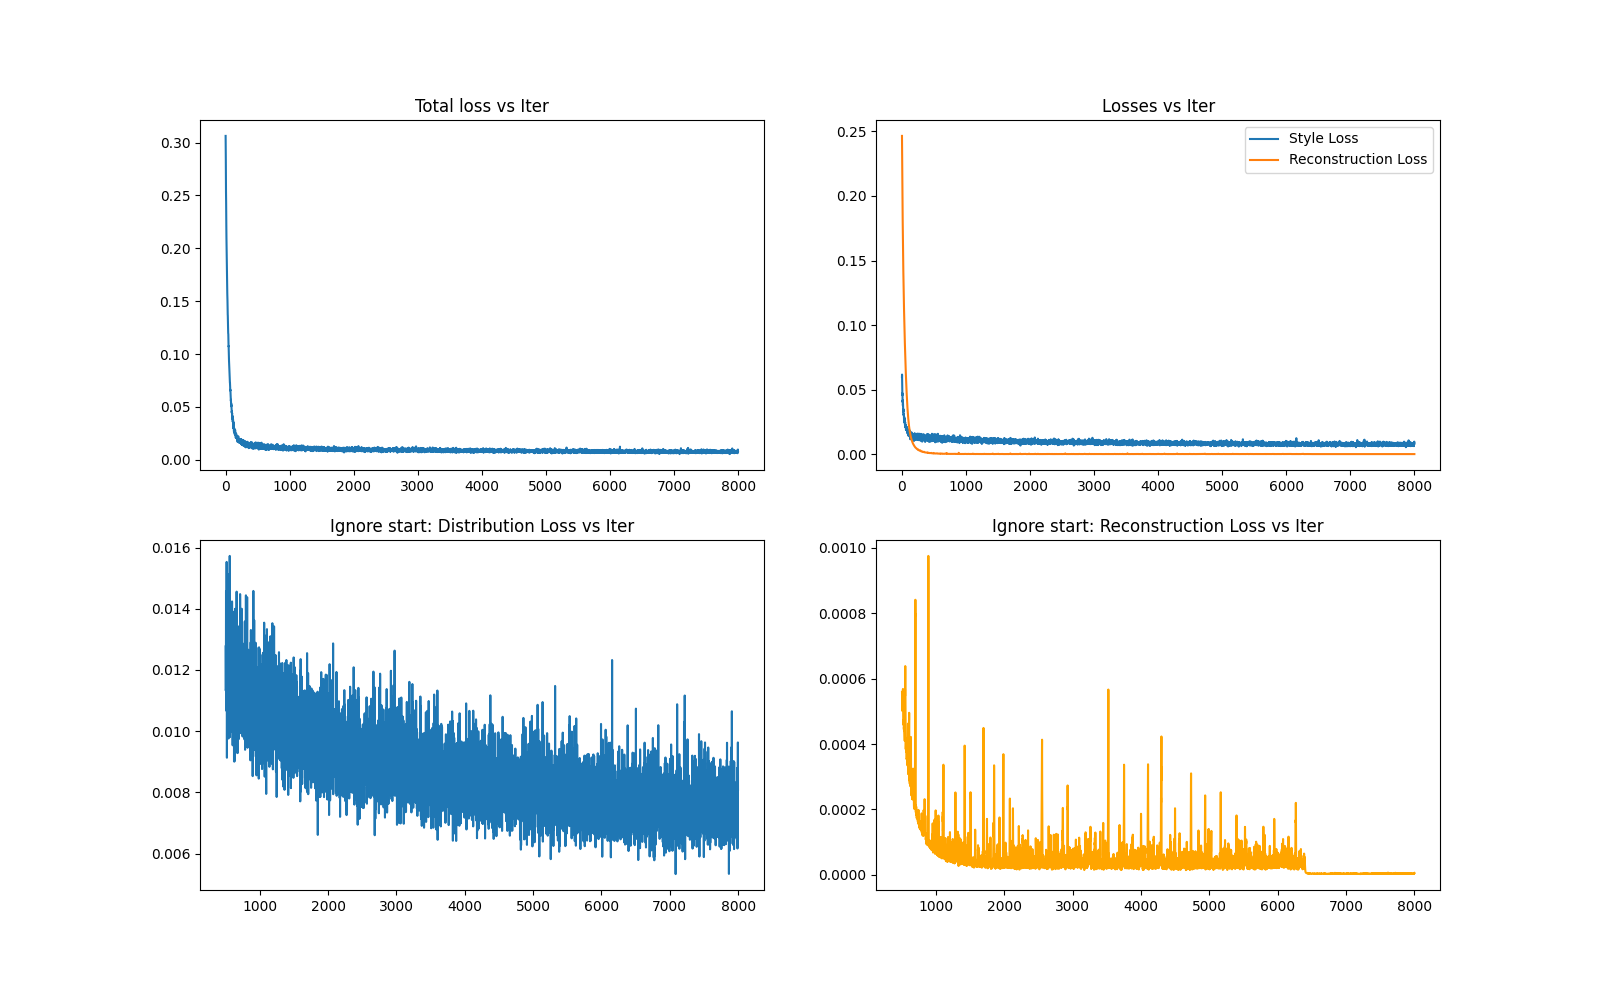 Total loss vs Iter
0.30
0.25
0.20
0.15
0.10
0.05
0.00
0 1000 2000 3000 4000 5000 6000 7000 8000
Losses vs Iter
Style Loss
Reconstruction Loss
0.25
0.20
0.15
0.10
0.05
0.00
0 1000 2000 3000 4000 5000 6000 7000 8000
Ignore start: Distribution Loss vs Iter
0.016
0.014
0.012
0.010
0.008
0.006
1000 2000 3000 4000 5000 6000 7000 8000
Ignore start: Reconstruction Loss vs Iter
0.0010
0.0008
0.0006
0.0004
0.0002
0.0000
1000 2000 3000 4000 5000 6000 7000 8000